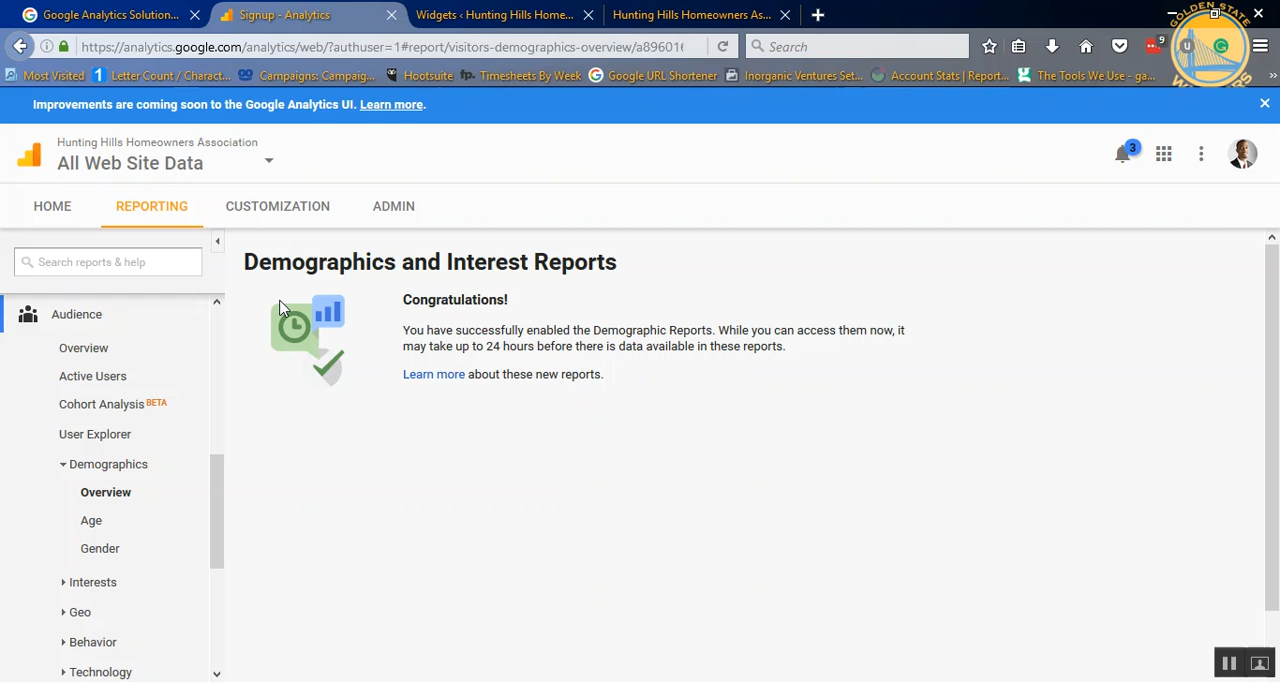 Google Analytics Solution...
Signup - Analytics
Widgets ‹ Hunting Hills Home...
Hunting Hills Homeowners As...
https://analytics.google.com/analytics/web/?authuser=1#report/visitors-demographics-overview/a89601
Search
9
GOLDEN STATE
WARRIORS
Most Visited
Letter Count / Charact...
Campaigns: Campaig...
Hootsuite
fp. Timesheets By Week
Google URL Shortener
Inorganic Ventures Set...
Account Stats | Report...
The Tools We Use - ga...
Improvements are coming soon to the Google Analytics UI. Learn more.
Hunting Hills Homeowners Association
All Web Site Data
3
HOME
REPORTING
CUSTOMIZATION
ADMIN
Search reports & help
Audience
Overview
Active Users
Cohort Analysis BETA
User Explorer
Demographics
Overview
Age
Gender
Interests
Geo
Behavior
Technology
Demographics and Interest Reports
Congratulations!
You have successfully enabled the Demographic Reports. While you can access them now, it
may take up to 24 hours before there is data available in these reports.
Learn more about these new reports.